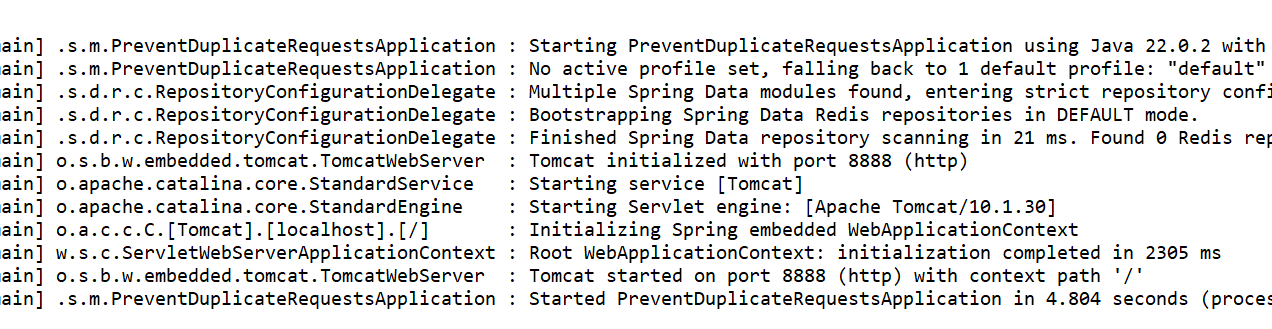 ain] .s.m.PreventDuplicateRequestsApplication : Starting PreventDuplicateRequestsApplication using Java 22.0.2 with
ain] .s.m.PreventDuplicateRequestsApplication : No active profile set, falling back to 1 default profile: "default"
ain] .s.d.r.c.RepositoryConfigurationDelegate : Multiple Spring Data modules found, entering strict repository confi
ain] .s.d.r.c.RepositoryConfigurationDelegate : Bootstrapping Spring Data Redis repositories in DEFAULT mode.
ain] .s.d.r.c.RepositoryConfigurationDelegate : Finished Spring Data repository scanning in 21 ms. Found 0 Redis rep
ain] o.s.b.w.embedded.tomcat.TomcatWebServer : Tomcat initialized with port 8888 (http)
ain] o.apache.catalina.core.StandardService : Starting service [Tomcat]
ain] o.apache.catalina.core.StandardEngine : Starting Servlet engine: [Apache Tomcat/10.1.30]
ain] o.a.c.c.C.[Tomcat].[localhost].[/] : Initializing Spring embedded WebApplicationContext
ain] w.s.c.ServletWebServerApplicationContext : Root WebApplicationContext: initialization completed in 2305 ms
ain] o.s.b.w.embedded.tomcat.TomcatWebServer : Tomcat started on port 8888 (http) with context path '/'
ain] .s.m.PreventDuplicateRequestsApplication : Started PreventDuplicateRequestsApplication in 4.804 seconds (proces